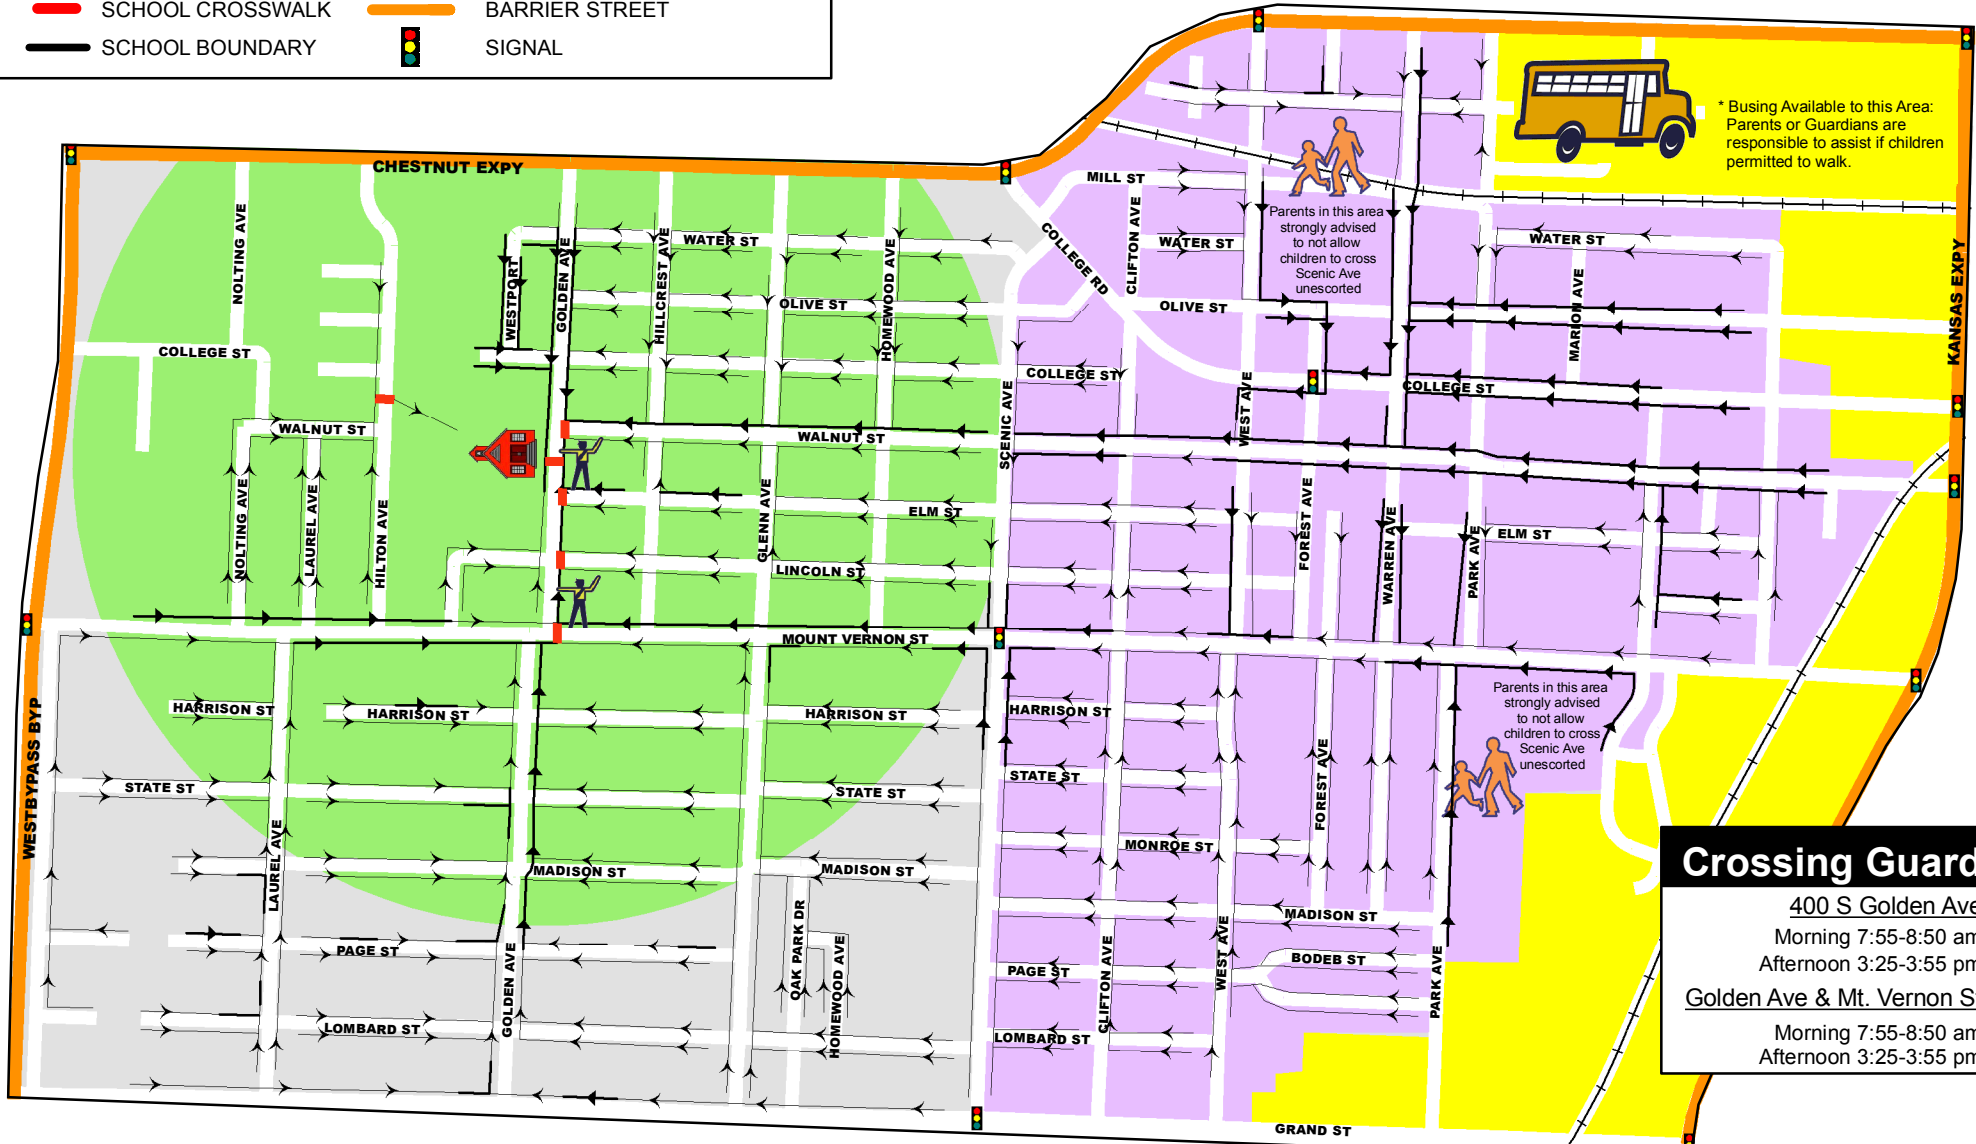 SCHOOL CROSSWALK
BARRIER STREET
SCHOOL BOUNDARY
SIGNAL
* Busing Available to this Area:
Parents or Guardians are
responsible to assist if children
permitted to walk.
CHESTNUT EXPY
MILL ST
Parents in this area
strongly advised
to not allow
children to cross
Scenic Ave
unescorted
NOLTING AVE
WATER ST
WATER ST
WATER ST
COLLEGE RD
CLIFTON AVE
GOLDEN AVE
HILLCREST AVE
HOMEWOOD AVE
WESTPORT
OLIVE ST
OLIVE ST
MARION AVE
KANSAS EXPY
COLLEGE ST
COLLEGE ST
COLLEGE ST
WEST AVE
SCENIC AVE
WALNUT ST
WALNUT ST
NOLTING AVE
LAUREL AVE
HILTON AVE
GLENN AVE
ELM ST
ELM ST
FOREST AVE
WARREN AVE
PARK AVE
LINCOLN ST
MOUNT VERNON ST
HARRISON ST
HARRISON ST
HARRISON ST
HARRISON ST
Parents in this area
strongly advised
to not allow
children to cross
Scenic Ave
unescorted
WESTBYPASS BYP
STATE ST
STATE ST
STATE ST
FOREST AVE
LAUREL AVE
MONROE ST
MADISON ST
MADISON ST
MADISON ST
OAK PARK DR
HOMEWOOD AVE
PAGE ST
PAGE ST
GOLDEN AVE
CLIFTON AVE
WEST AVE
BODEB ST
PARK AVE
LOMBARD ST
LOMBARD ST
GRAND ST
Crossing Guard
400 S Golden Ave
Morning 7:55-8:50 am
Afternoon 3:25-3:55 pm
Golden Ave & Mt. Vernon S
Morning 7:55-8:50 am
Afternoon 3:25-3:55 pm